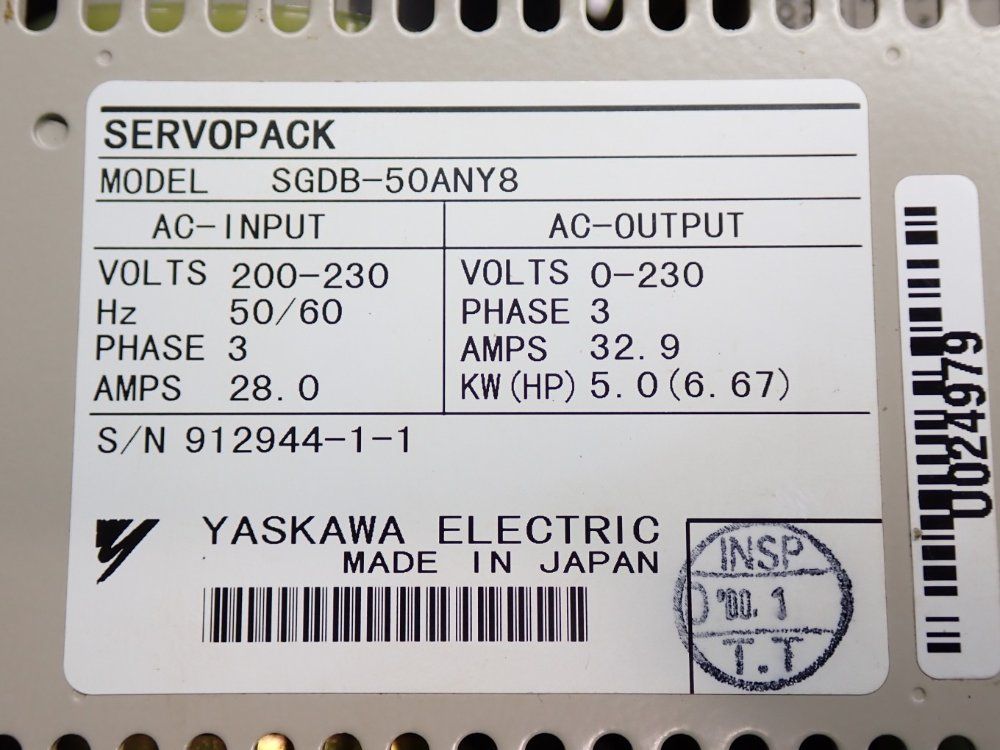 SERVOPACK
MODEL SGDB-50ANY8
AC-INPUT
VOLTS 200-230
Hz 50/60
PHASE 3
AMPS 28.0
AC-OUTPUT
VOLTS 0-230
PHASE 3
AMPS 32.9
KW(HP) 5.0(6.67)
S/N 912944-1-1
YASKAWA ELECTRIC
MADE IN JAPAN
INSP
'00. 1
T.T
U024979